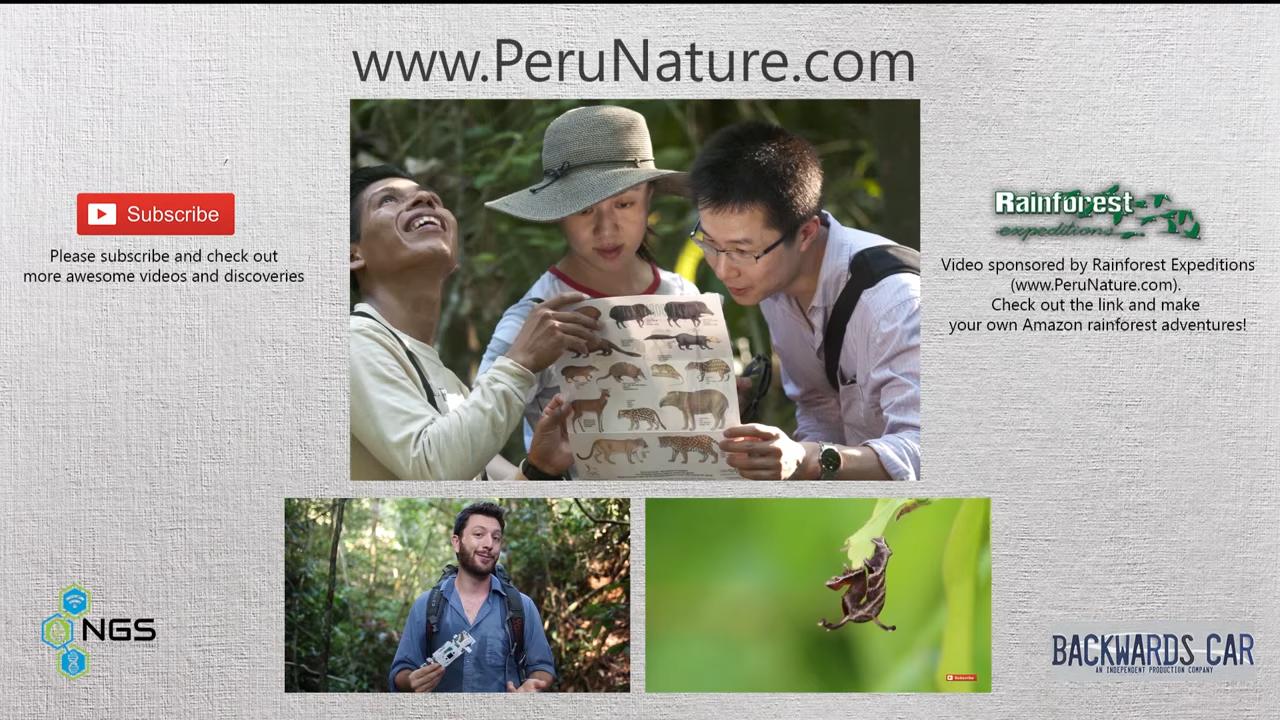 www.PeruNature.com
Subscribe
Please subscribe and check out
more awesome videos and discoveries
Rainforest
expeditions
Video sponsored by Rainforest Expeditions
(www.PeruNature.com).
Check out the link and make
your own Amazon rainforest adventures!
NGS
Subscribe
BACKWARDS CAR
AN INDEPENDENT PRODUCTION COMPANY